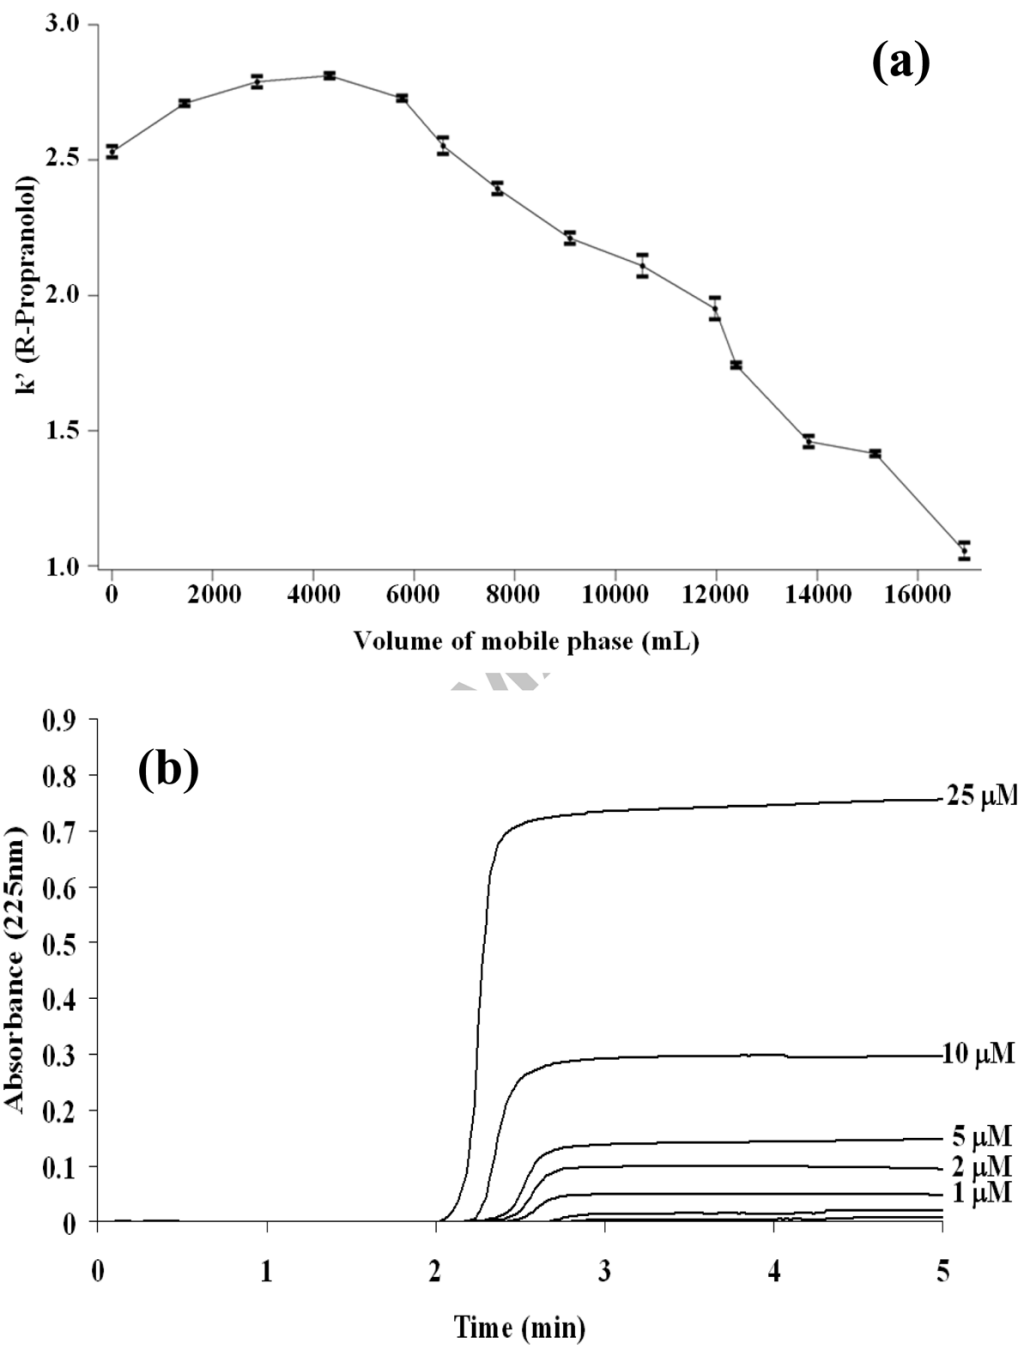 3.0
(a)
2.5
2.0
1.5
1.0
k’ (R-Propranolol)
0 2000 4000 6000 8000 10000 12000 14000 16000
Volume of mobile phase (mL)
0.9
(b)
0.8
25 μM
0.7
0.6
0.5
0.4
0.3
10 μM
0.2
5 μM
0.1
2 μM
1 μM
0
Absorbance (225nm)
0 1 2 3 4 5
Time (min)